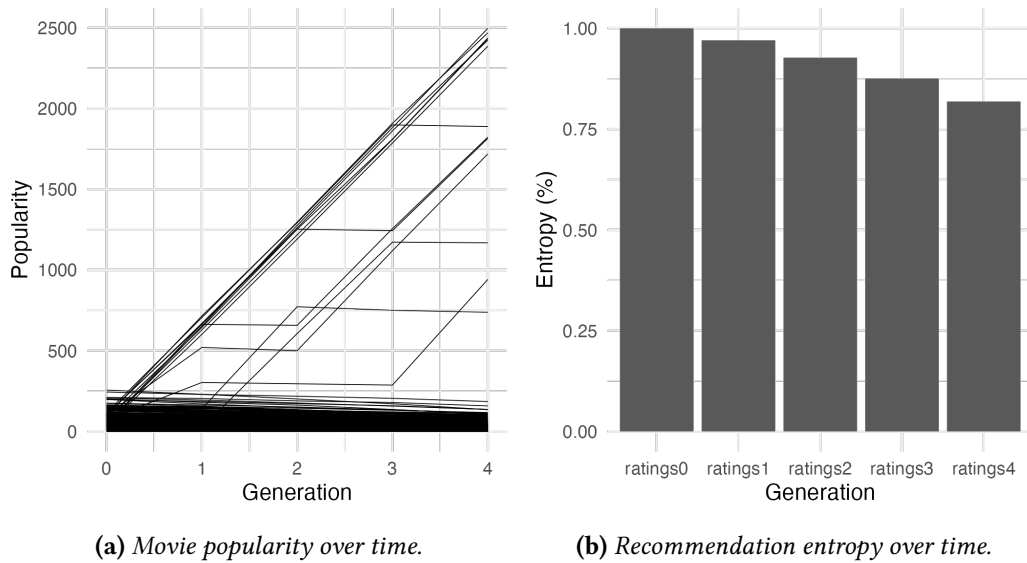 Popularity
2500
2000
1500
1000
500
0
0 1 2 3 4
Generation
(a) Movie popularity over time.
Entropy (%)
1.00
0.75
0.50
0.25
0.00
ratings0 ratings1 ratings2 ratings3 ratings4
Generation
(b) Recommendation entropy over time.